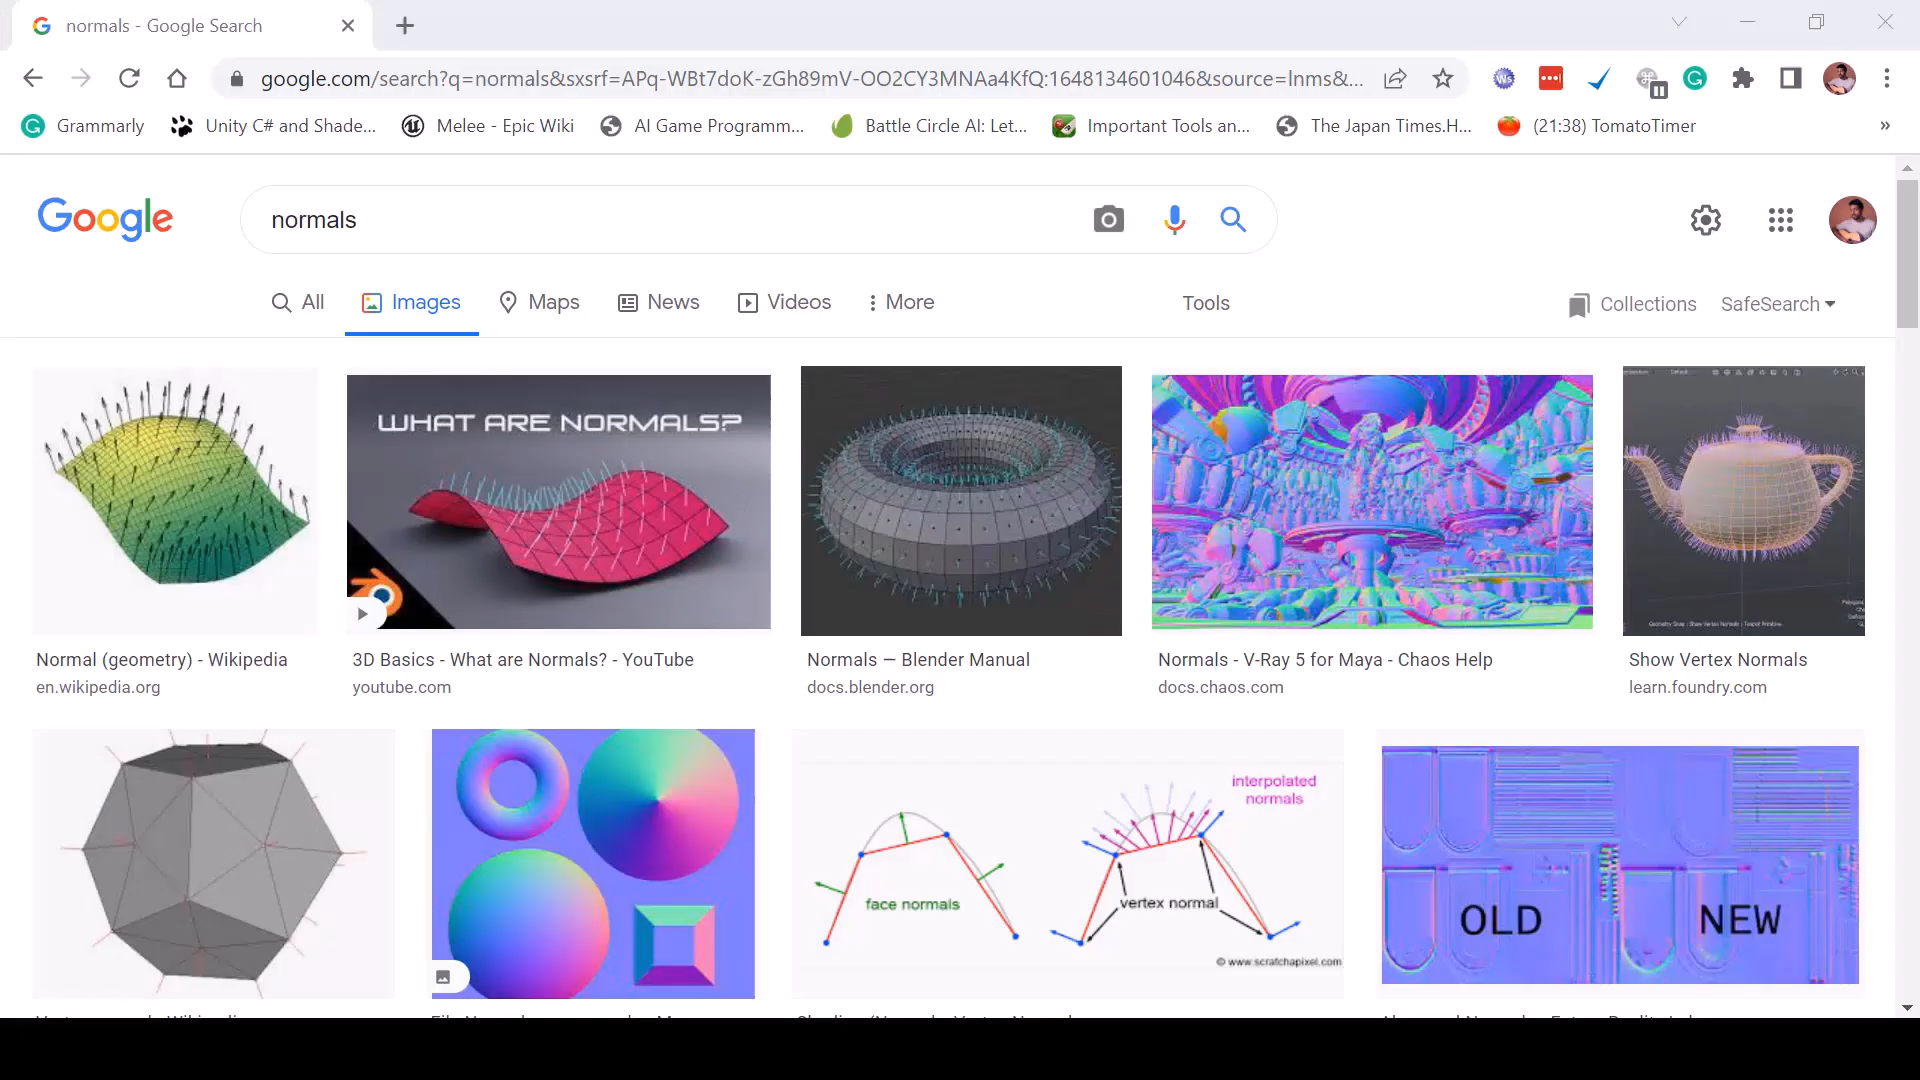 normals - Google Search
google.com/search?q=normals&sxsrf=APq-WBt7doK-zGh89mV-OO2CY3MNAa4KfQ:1648134601046&source=lnms&...
Grammarly
Unity C# and Shade...
Melee - Epic Wiki
AI Game Programm...
Battle Circle AI: Let...
Important Tools an...
The Japan Times.H...
(21:38) TomatoTimer
»
Google
normals
All
Images
Maps
News
Videos
More
Tools
Collections
SafeSearch
WHAT ARE NORMALS?
Normal (geometry) - Wikipedia
en.wikipedia.org
3D Basics - What are Normals? - YouTube
youtube.com
Normals — Blender Manual
docs.blender.org
Normals - V-Ray 5 for Maya - Chaos Help
docs.chaos.com
Show Vertex Normals
learn.foundry.com
face normals
interpolated
normals
vertex normal
© www.scratchapixel.com
OLD
NEW